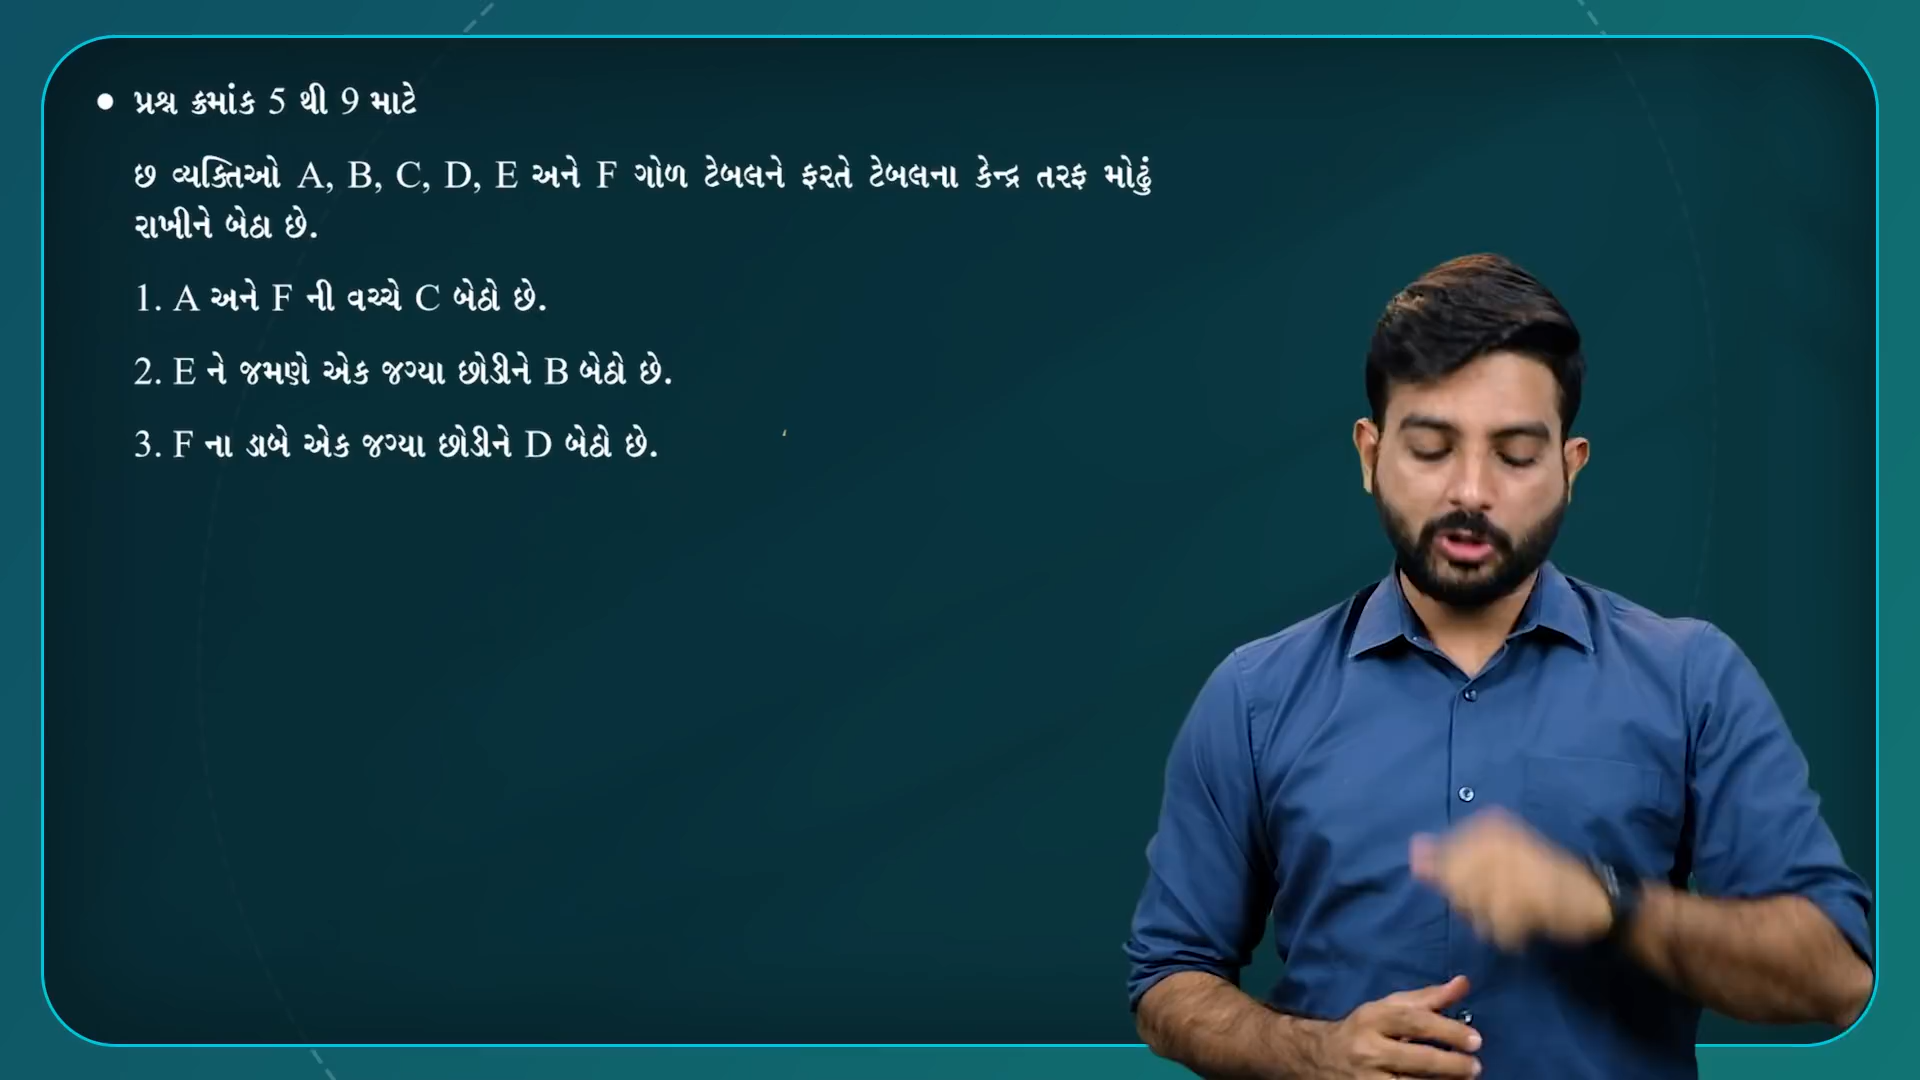 ● પ્રશ્ન ક્રમાંક 5 થી 9 માટે
છ વ્યક્તિઓ A, B, C, D, E અને F ગોળ ટેબલને ફરતે ટેબલના કેન્દ્ર તરફ મોઢું
રાખીને બેઠા છે.
1. A અને F ની વચ્ચે C બેઠો છે.
2. E ને જમણે એક જગ્યા છોડીને B બેઠો છે.
3. F ના ડાબે એક જગ્યા છોડીને D બેઠો છે.